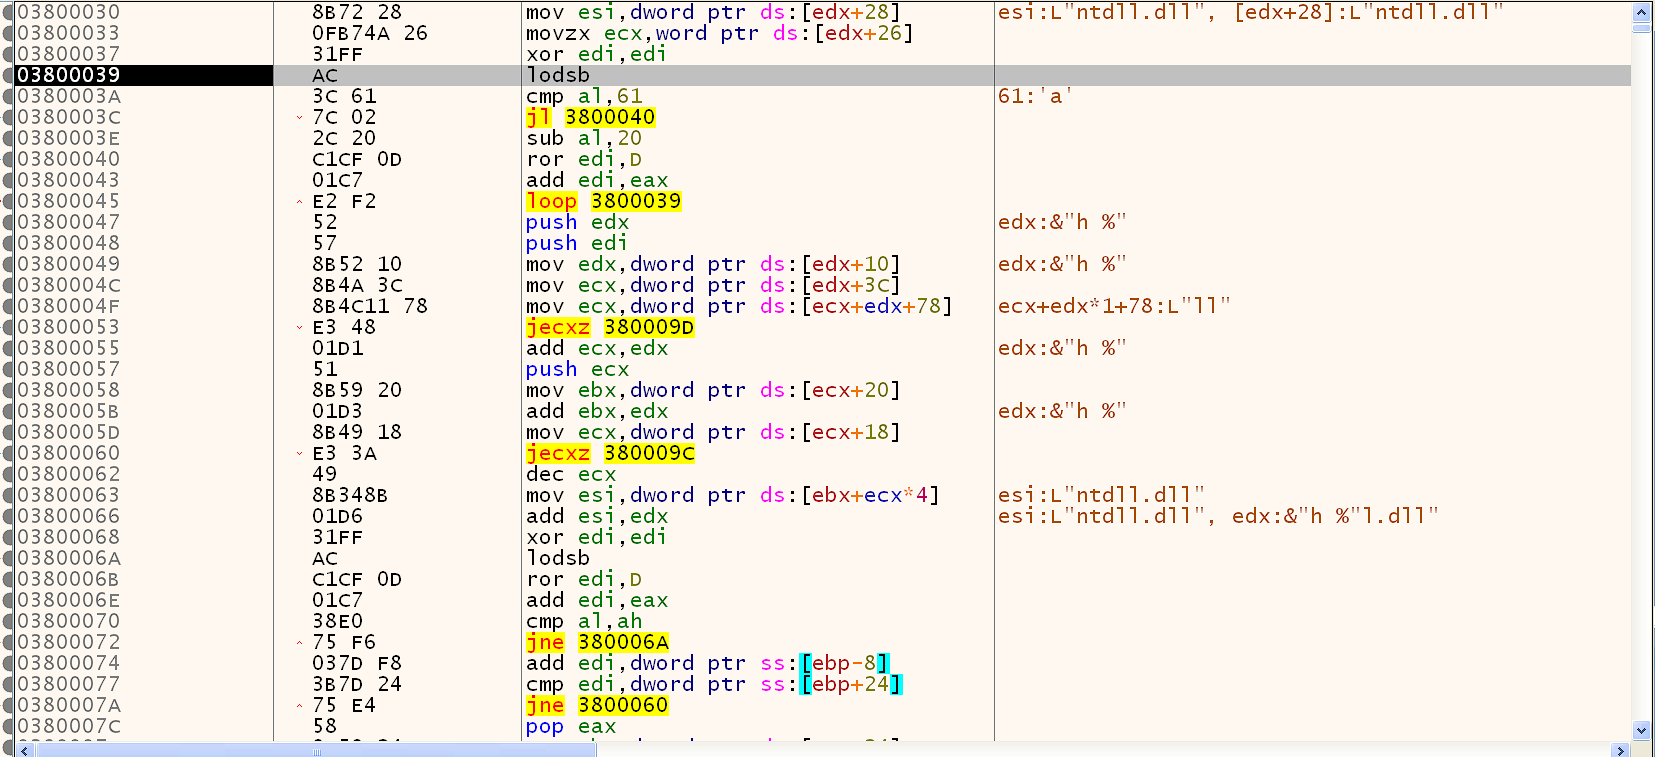 03800030 8B72 28 mov esi,dword ptr ds:[edx+28] esi:L"ntdll.dll", [edx+28]:L"ntdll.dll"
03800033 0FB74A 26 movzx ecx,word ptr ds:[edx+26]
03800037 31FF xor edi,edi
03800039 AC lodsb
0380003A 3C 61 cmp al,61 61:'a'
0380003C 7C 02 jl 3800040
0380003E 2C 20 sub al,20
03800040 C1CF 0D ror edi,D
03800043 01C7 add edi,eax
03800045 E2 F2 loop 3800039
03800047 52 push edx edx:&"h %"
03800048 57 push edi
03800049 8B52 10 mov edx,dword ptr ds:[edx+10] edx:&"h %"
0380004C 8B4A 3C mov ecx,dword ptr ds:[edx+3C]
0380004F 8B4C11 78 mov ecx,dword ptr ds:[ecx+edx+78] ecx+edx*1+78:L"ll"
03800053 E3 48 jecxz 380009D
03800055 01D1 add ecx,edx edx:&"h %"
03800057 51 push ecx
03800058 8B59 20 mov ebx,dword ptr ds:[ecx+20]
0380005B 01D3 add ebx,edx edx:&"h %"
0380005D 8B49 18 mov ecx,dword ptr ds:[ecx+18]
03800060 E3 3A jecxz 380009C
03800062 49 dec ecx
03800063 8B348B mov esi,dword ptr ds:[ebx+ecx*4] esi:L"ntdll.dll"
03800066 01D6 add esi,edx esi:L"ntdll.dll", edx:&"h %"l.dll"
03800068 31FF xor edi,edi
0380006A AC lodsb
0380006B C1CF 0D ror edi,D
0380006E 01C7 add edi,eax
03800070 38E0 cmp al,ah
03800072 75 F6 jne 380006A
03800074 037D F8 add edi,dword ptr ss:[ebp-8]
03800077 3B7D 24 cmp edi,dword ptr ss:[ebp+24]
0380007A 75 E4 jne 3800060
0380007C 58 pop eax